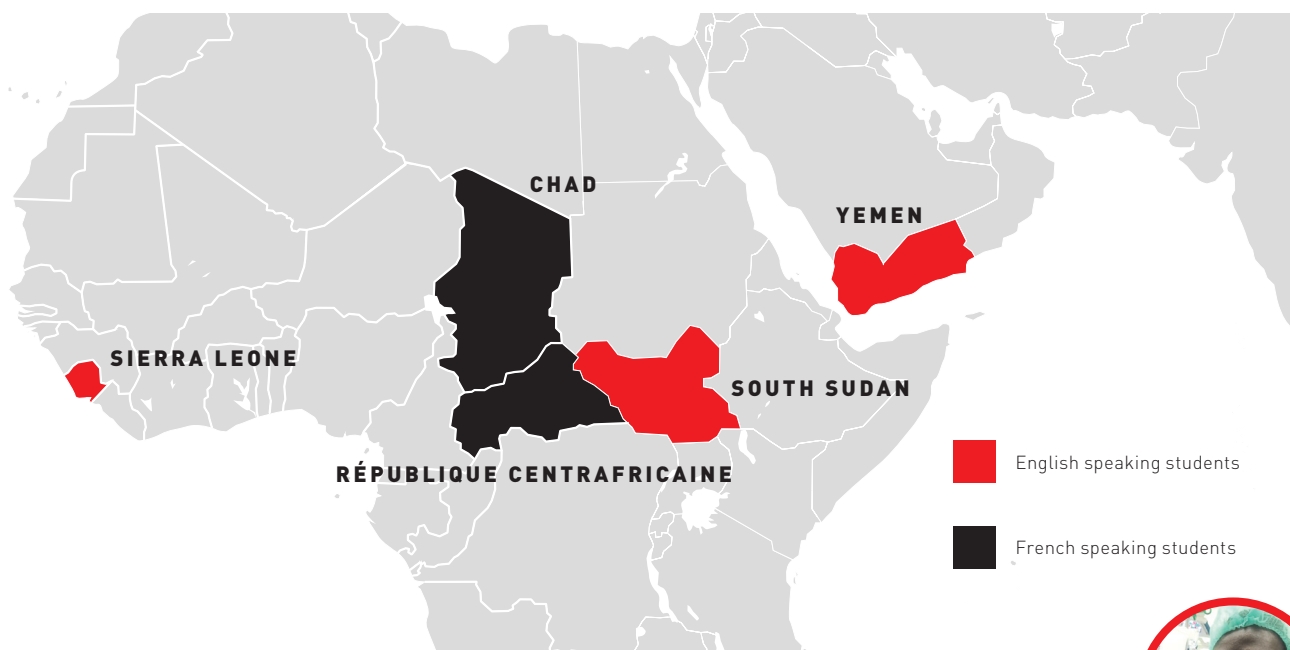 CHAD
YEMEN
SIERRA LEONE
SOUTH SUDAN
RÉPUBLIQUE CENTRAFRICAINE
English speaking students
French speaking students